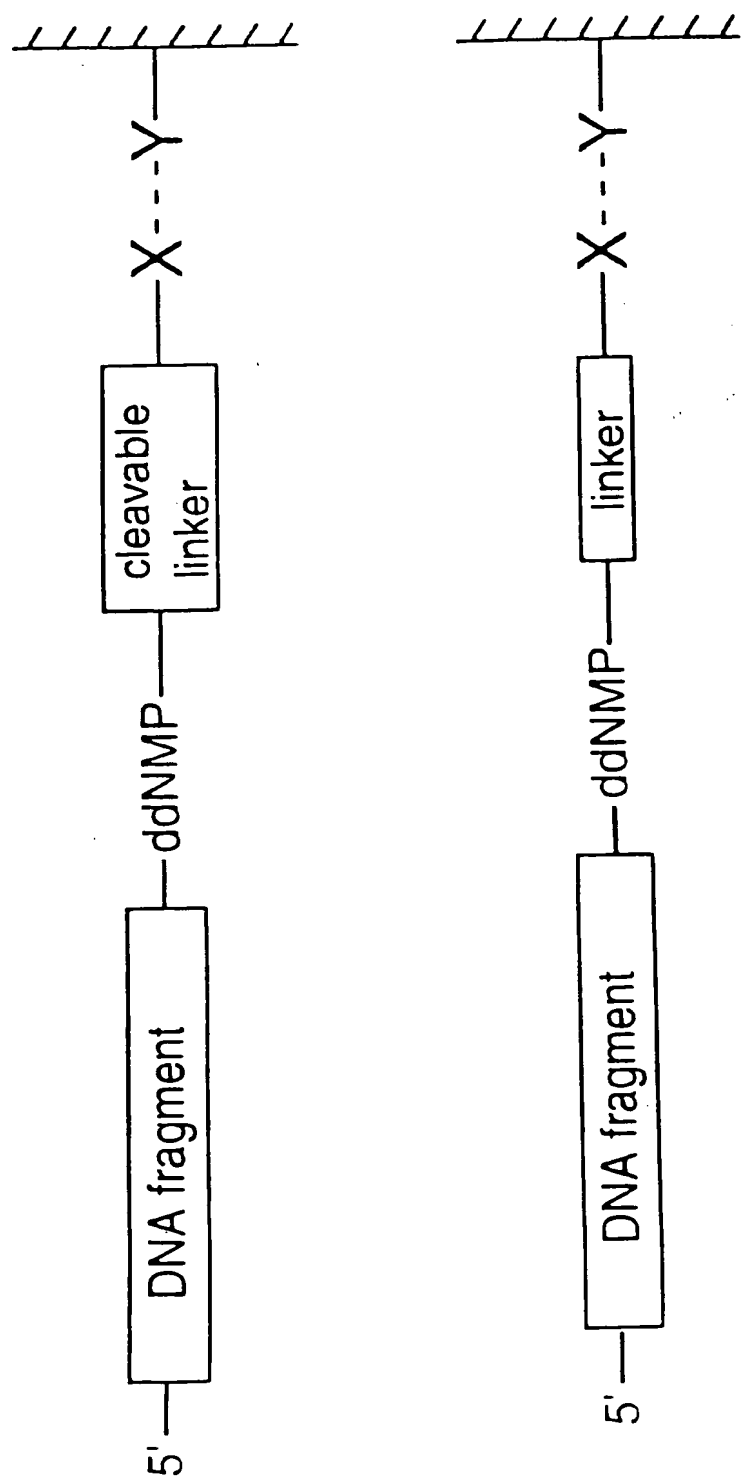 5' DNA fragment ddNMP cleavable
linker X---Y
5' DNA fragment ddNMP linker X---Y